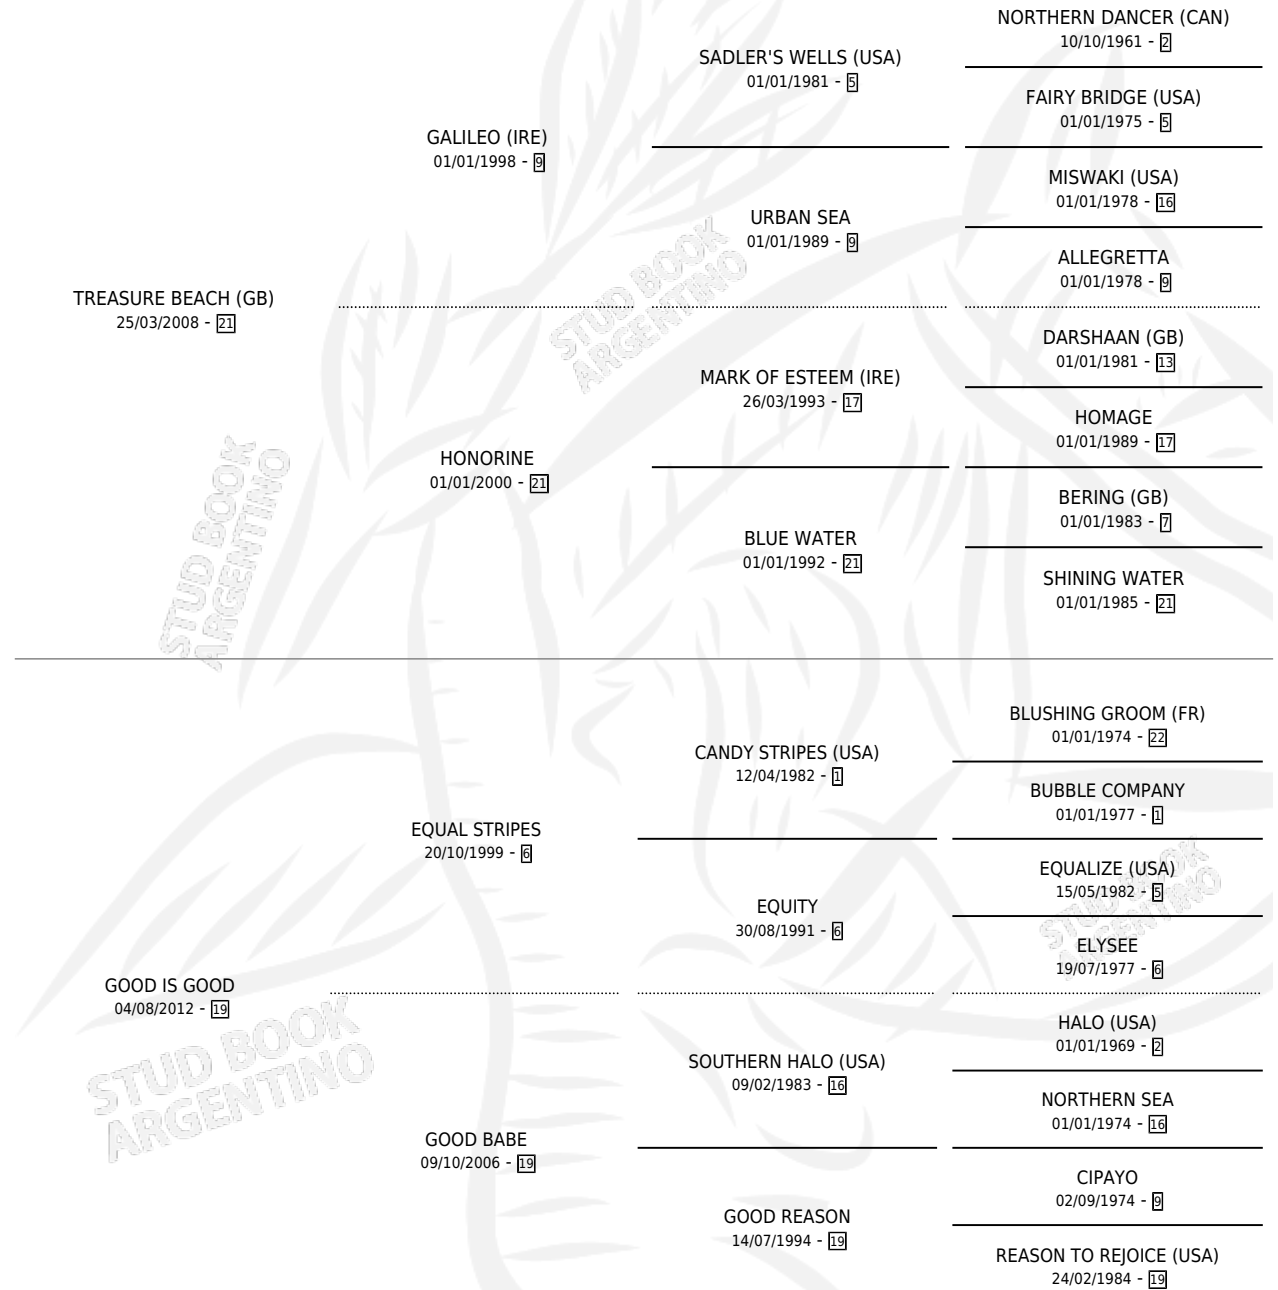 NORTHERN DANCER (CAN)
10/10/1961 - 2
SADLER'S WELLS (USA)
01/01/1981 - 5
FAIRY BRIDGE (USA)
01/01/1975 - 5
GALILEO (IRE)
01/01/1998 - 9
MISWAKI (USA)
01/01/1978 - 16
URBAN SEA
01/01/1989 - 9
ALLEGRETTA
01/01/1978 - 9
STUD BOOK
ARGENTINO
TREASURE BEACH (GB)
25/03/2008 - 21
DARSHAAN (GB)
01/01/1981 - 13
MARK OF ESTEEM (IRE)
26/03/1993 - 17
HOMAGE
01/01/1989 - 17
HONORINE
01/01/2000 - 21
BERING (GB)
01/01/1983 - 7
BLUE WATER
01/01/1992 - 21
SHINING WATER
01/01/1985 - 21
STUD BOOK
ARGENTINO
BLUSHING GROOM (FR)
01/01/1974 - 22
CANDY STRIPES (USA)
12/04/1982 - 1
BUBBLE COMPANY
01/01/1977 - 1
EQUAL STRIPES
20/10/1999 - 6
EQUALIZE (USA)
15/05/1982 - 5
EQUITY
30/08/1991 - 6
ELYSEE
19/07/1977 - 6
STUD BOOK
ARGENTINO
GOOD IS GOOD
04/08/2012 - 19
HALO (USA)
01/01/1969 - 2
SOUTHERN HALO (USA)
09/02/1983 - 16
NORTHERN SEA
01/01/1974 - 16
STUD BOOK
ARGENTINO
GOOD BABE
09/10/2006 - 19
CIPAYO
02/09/1974 - 9
GOOD REASON
14/07/1994 - 19
REASON TO REJOICE (USA)
24/02/1984 - 19